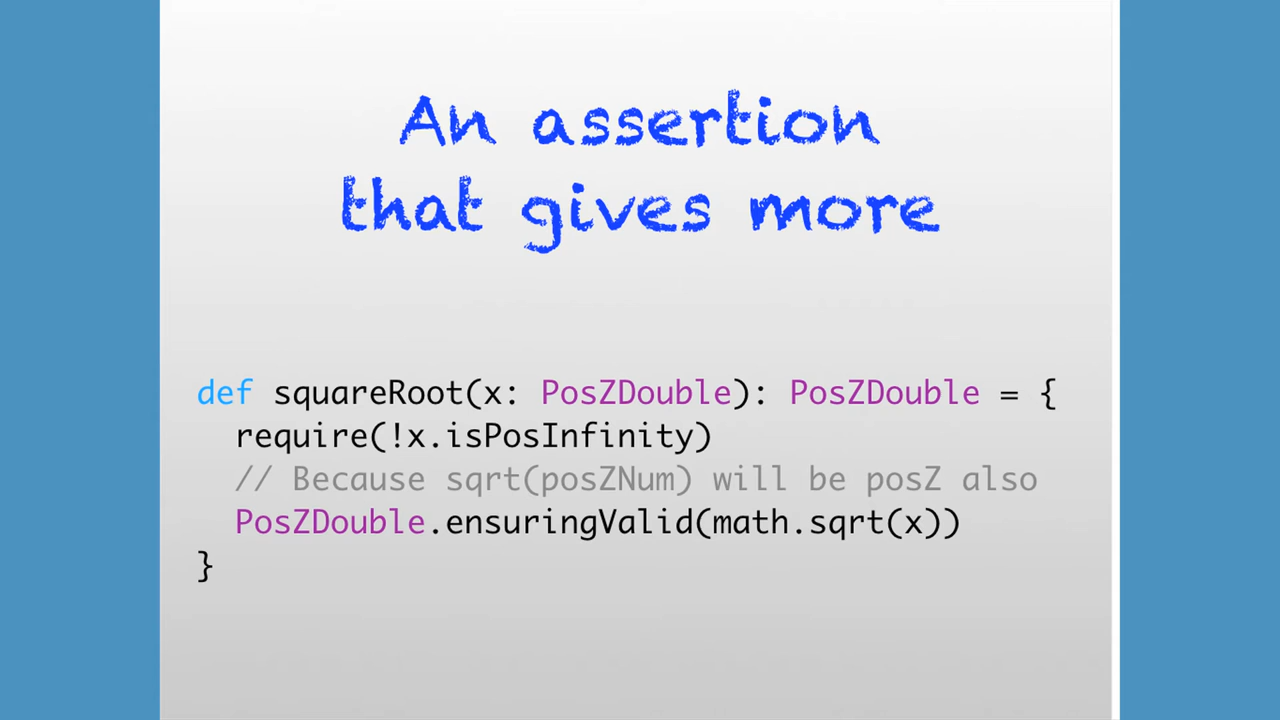 An assertion
that gives more
def squareRoot(x: PosZDouble): PosZDouble = {
  require(!x.isPosInfinity)
  // Because sqrt(posZNum) will be posZ also
  PosZDouble.ensuringValid(math.sqrt(x))
}